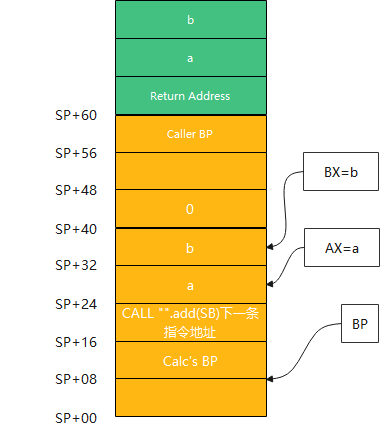 b
a
Return Address
SP+60
Caller BP
SP+56
BX=b
SP+48
0
SP+40
b
AX=a
SP+32
a
SP+24
CALL "".add(SB)下一条
指令地址
BP
SP+16
Calc's BP
SP+08
SP+00